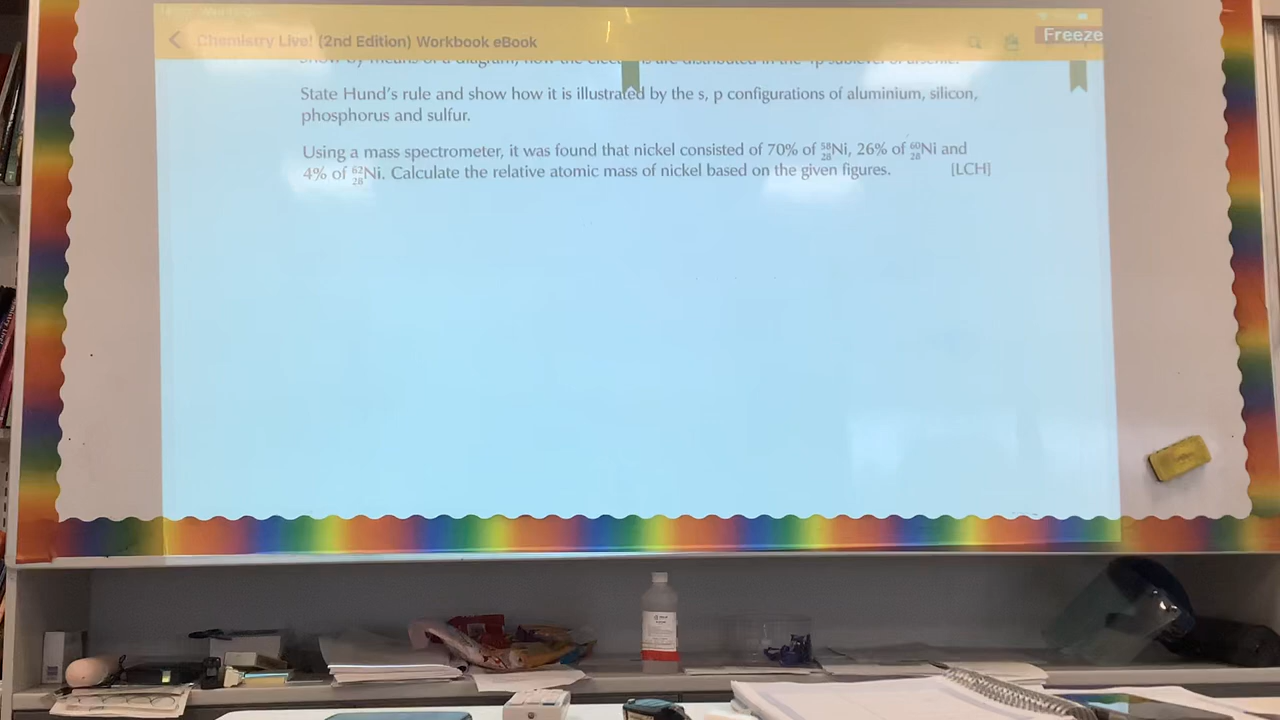 Chemistry Live! (2nd Edition) Workbook eBook
Freeze
State Hund's rule and show how it is illustrated by the s, p configurations of aluminium, silicon,
phosphorus and sulfur.
Using a mass spectrometer, it was found that nickel consisted of 70% of ⁵⁸₂₈Ni, 26% of ⁶⁰₂₈Ni and
4% of ⁶²₂₈Ni. Calculate the relative atomic mass of nickel based on the given figures. [LCH]